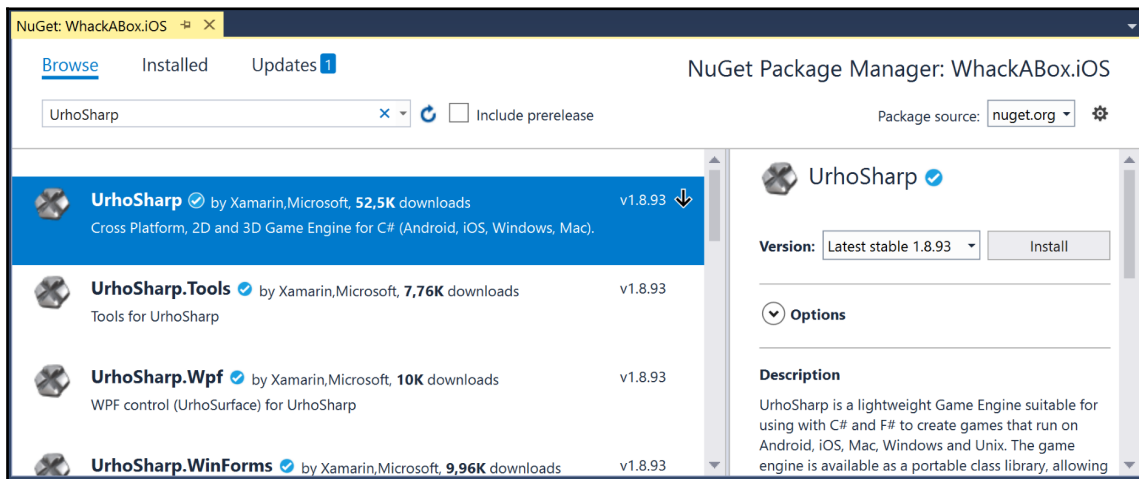 NuGet: WhackABox.iOS
Browse Installed Updates 1
NuGet Package Manager: WhackABox.iOS
UrhoSharp
Include prerelease
Package source: nuget.org
UrhoSharp by Xamarin,Microsoft, 52,5K downloads v1.8.93
Cross Platform, 2D and 3D Game Engine for C# (Android, iOS, Windows, Mac).
UrhoSharp.Tools by Xamarin,Microsoft, 7,76K downloads v1.8.93
Tools for UrhoSharp
UrhoSharp.Wpf by Xamarin,Microsoft, 10K downloads v1.8.93
WPF control (UrhoSurface) for UrhoSharp
UrhoSharp.WinForms by Xamarin,Microsoft, 9,96K downloads v1.8.93
UrhoSharp
Version: Latest stable 1.8.93 Install
Options
Description
UrhoSharp is a lightweight Game Engine suitable for
using with C# and F# to create games that run on
Android, iOS, Mac, Windows and Unix. The game
engine is available as a portable class library, allowing